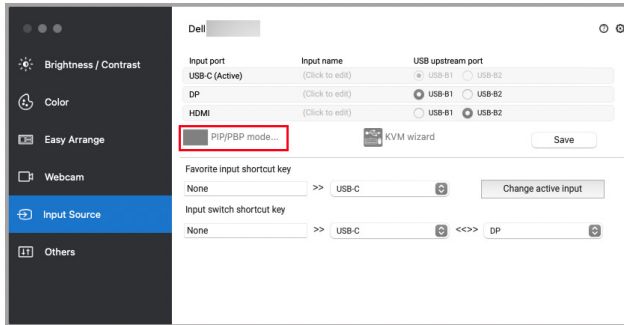 Dell
Input port Input name USB upstream port
USB-C (Active) (Click to edit) USB-B1 USB-B2
DP (Click to edit) USB-B1 USB-B2
HDMI (Click to edit) USB-B1 USB-B2
PIP/PBP mode... KVM wizard Save
Favorite input shortcut key
None >> USB-C Change active input
Input switch shortcut key
None >> USB-C <<>> DP
Brightness / Contrast
Color
Easy Arrange
Webcam
Input Source
Others